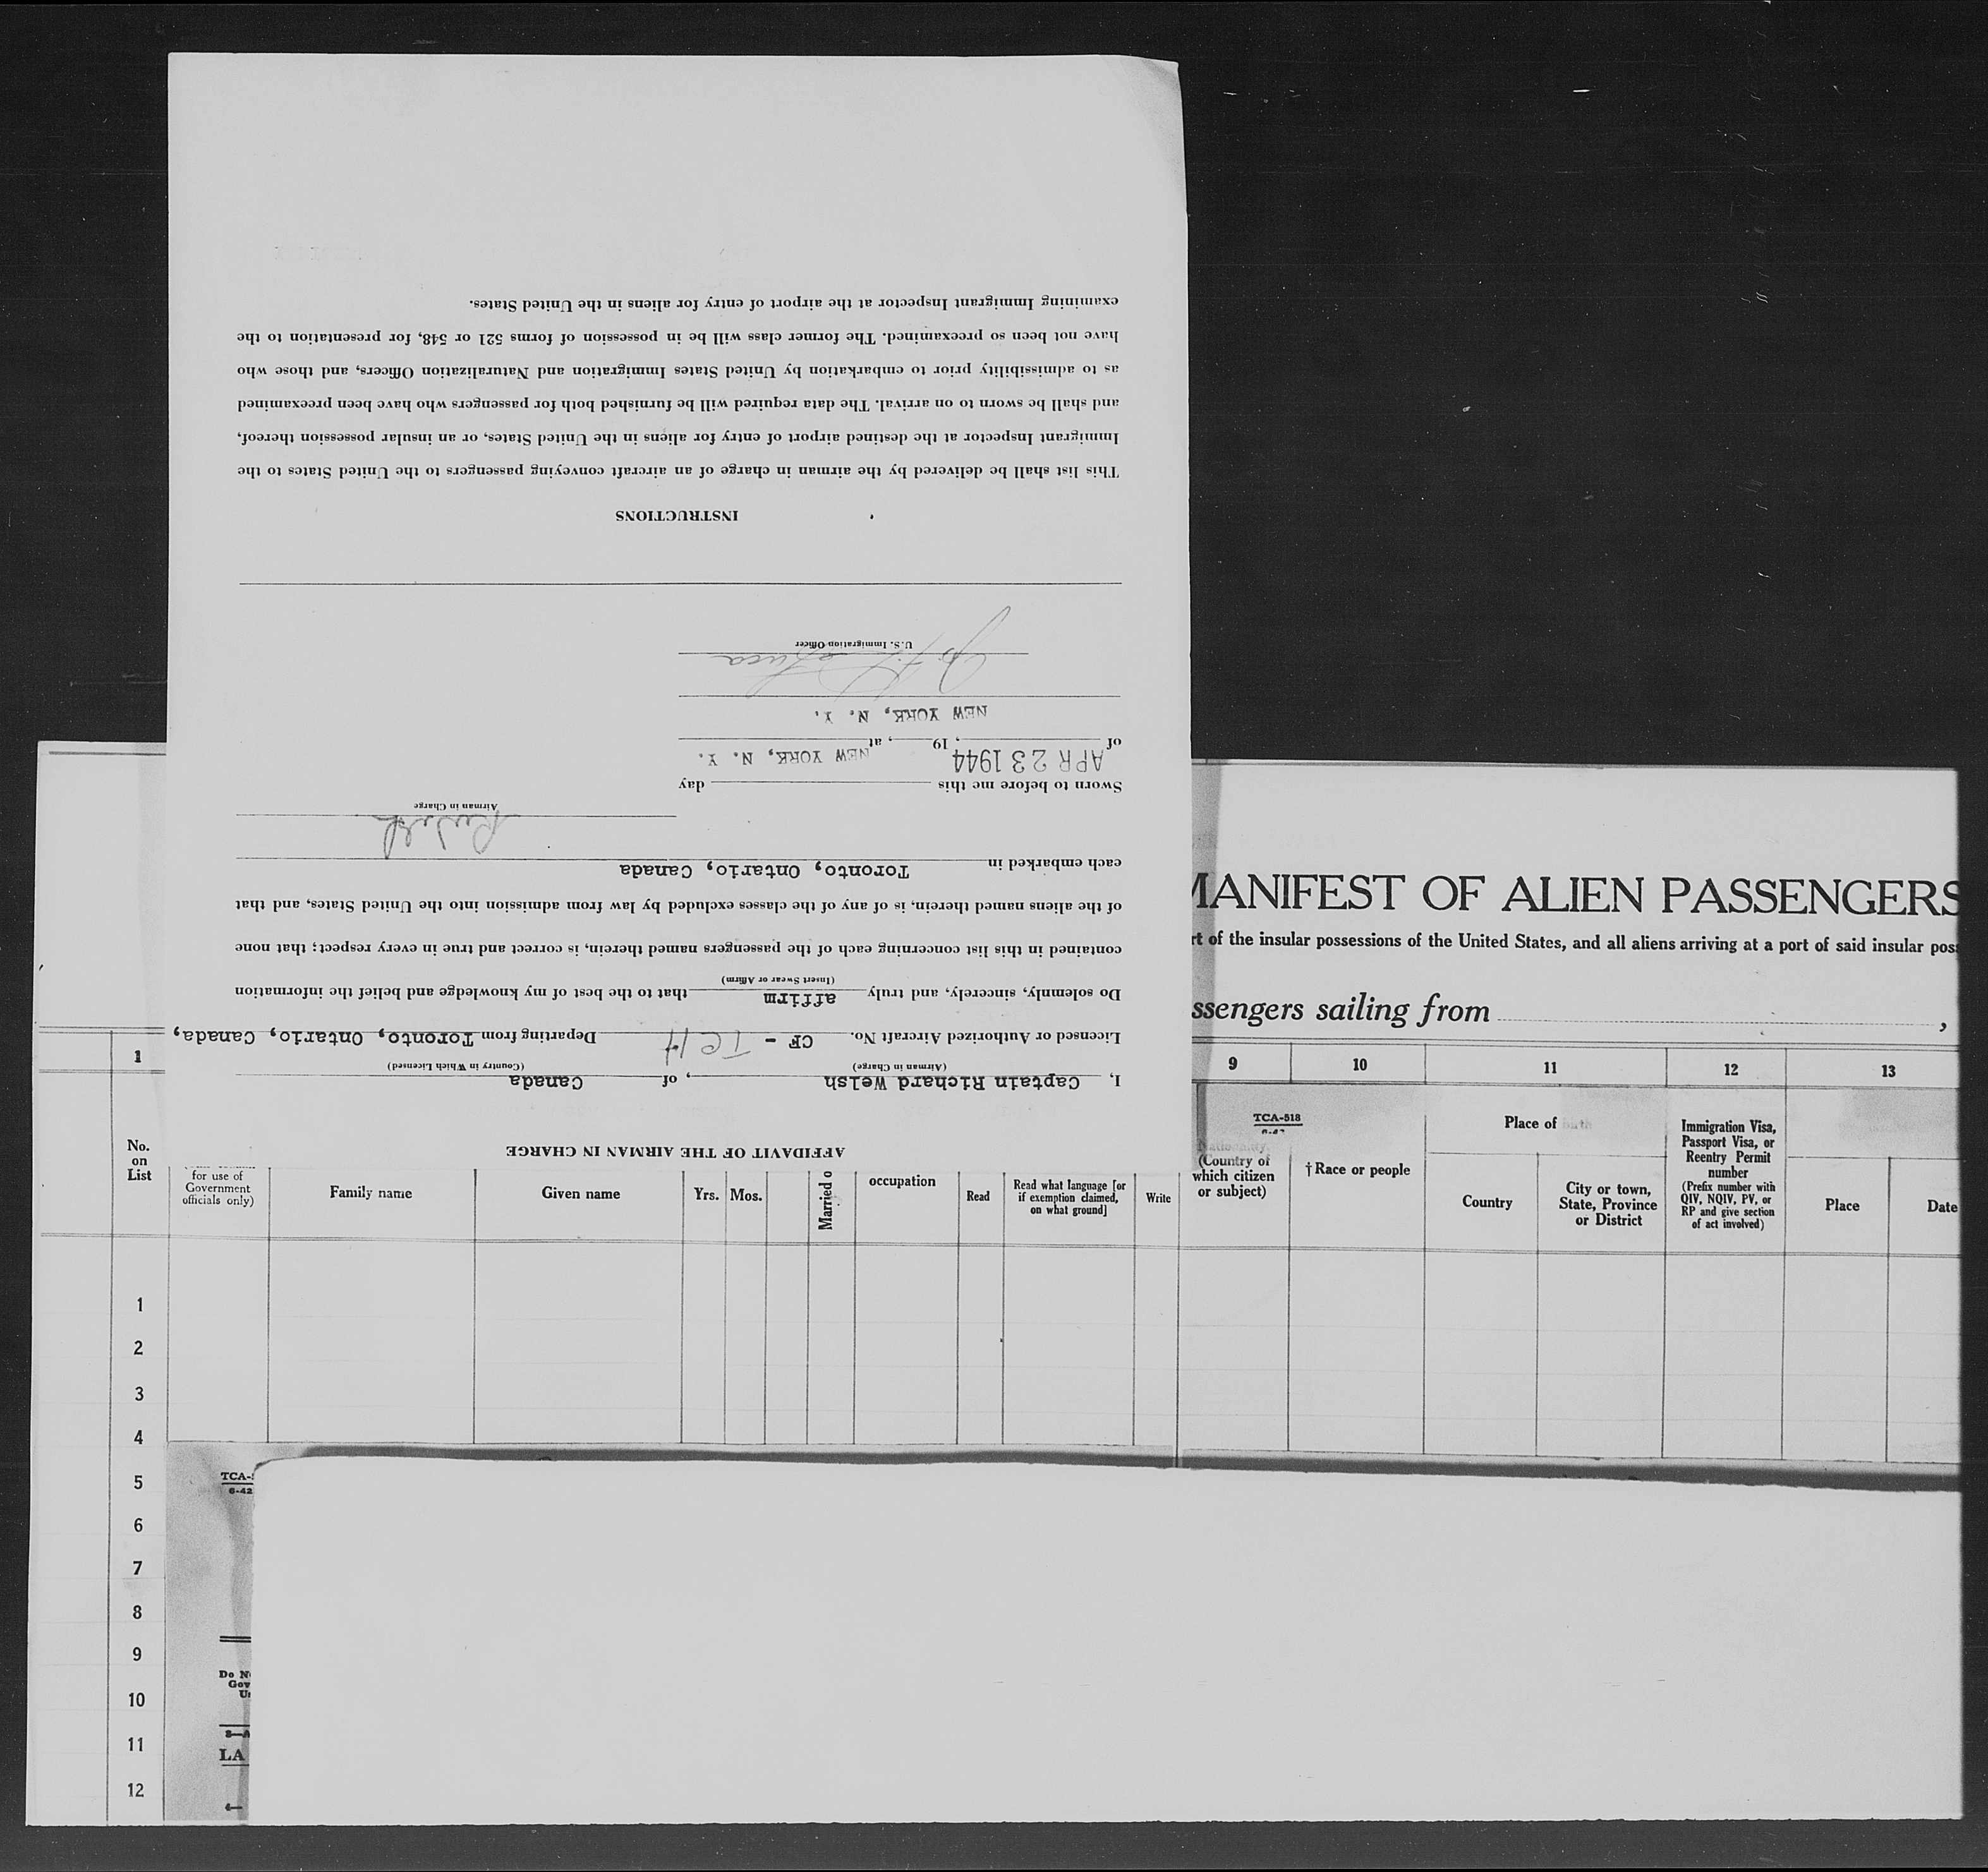 AFFIDAVIT OF THE AIRMAN IN CHARGE
I, Captain Richard Welsh, of Canada
(Airman in Charge) (Country in Which Licensed)
Licensed or Authorized Aircraft No. CF - TCH Departing from Toronto, Ontario, Canada,
Do solemnly, sincerely, and truly affirm that to the best of my knowledge and belief the information
(Insert Swear or Affirm)
contained in this list concerning each of the passengers named therein, is correct and true in every respect; that none
of the aliens named therein, is of any of the classes excluded by law from admission into the United States, and that
each embarked in Toronto, Ontario, Canada
Airman in Charge
Sworn to before me this day
APR 23 1944 NEW YORK, N. Y.
of , 19 , at
NEW YORK, N. Y.
U.S. Immigration Officer
INSTRUCTIONS
This list shall be delivered by the airman in charge of an aircraft conveying passengers to the United States to the
Immigrant Inspector at the destined airport of entry for aliens in the United States, or an insular possession thereof,
and shall be sworn to on arrival. The data required will be furnished both for passengers who have been preexamined
as to admissibility prior to embarkation by United States Immigration and Naturalization Officers, and those who
have not been so preexamined. The former class will be in possession of forms 521 or 548, for presentation to the
examining Immigrant Inspector at the airport of entry for aliens in the United States.
MANIFEST OF ALIEN PASSENGERS
rt of the insular possessions of the United States, and all aliens arriving at a port of said insular poss
ssengers sailing from ,
1 9 10 11 12 13
TCA-518
6-42
No.
on
List
for use of
Government
officials only)
Family name
Given name
Yrs. Mos.
Married o
occupation
Read
Read what language [or
if exemption claimed,
on what ground]
Write
Nationality.
(Country of
which citizen
or subject)
†Race or people
Place of birth
Country
City or town,
State, Province
or District
Immigration Visa,
Passport Visa, or
Reentry Permit
number
(Prefix number with
QIV, NQIV, PV, or
RP and give section
of act involved)
Place
Date
1
2
3
4
5
6
7
8
9
10
11
12
TCA-
6-42
Do N
Gov
U
LA